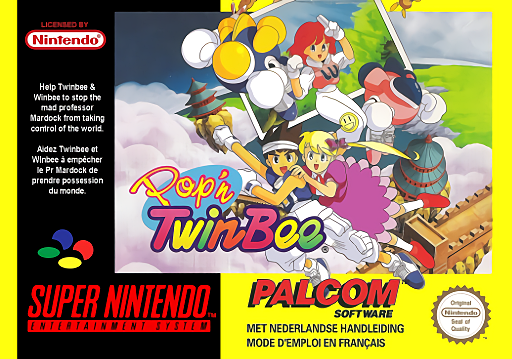 LICENSED BY
Nintendo®
Help Twinbee &
Winbee to stop the
mad professor
Mardock from taking
control of the world.
Aidez Twinbee et
WInbee à empêcher
le Pr Mardock de
prendre possession
du monde.
Pop'n
TwinBee®
SUPER NINTENDO™
ENTERTAINMENT SYSTEM
PALCOM
SOFTWARE
MET NEDERLANDSE HANDLEIDING
MODE D'EMPLOI EN FRANÇAIS
Original
Nintendo
Seal of
Quality